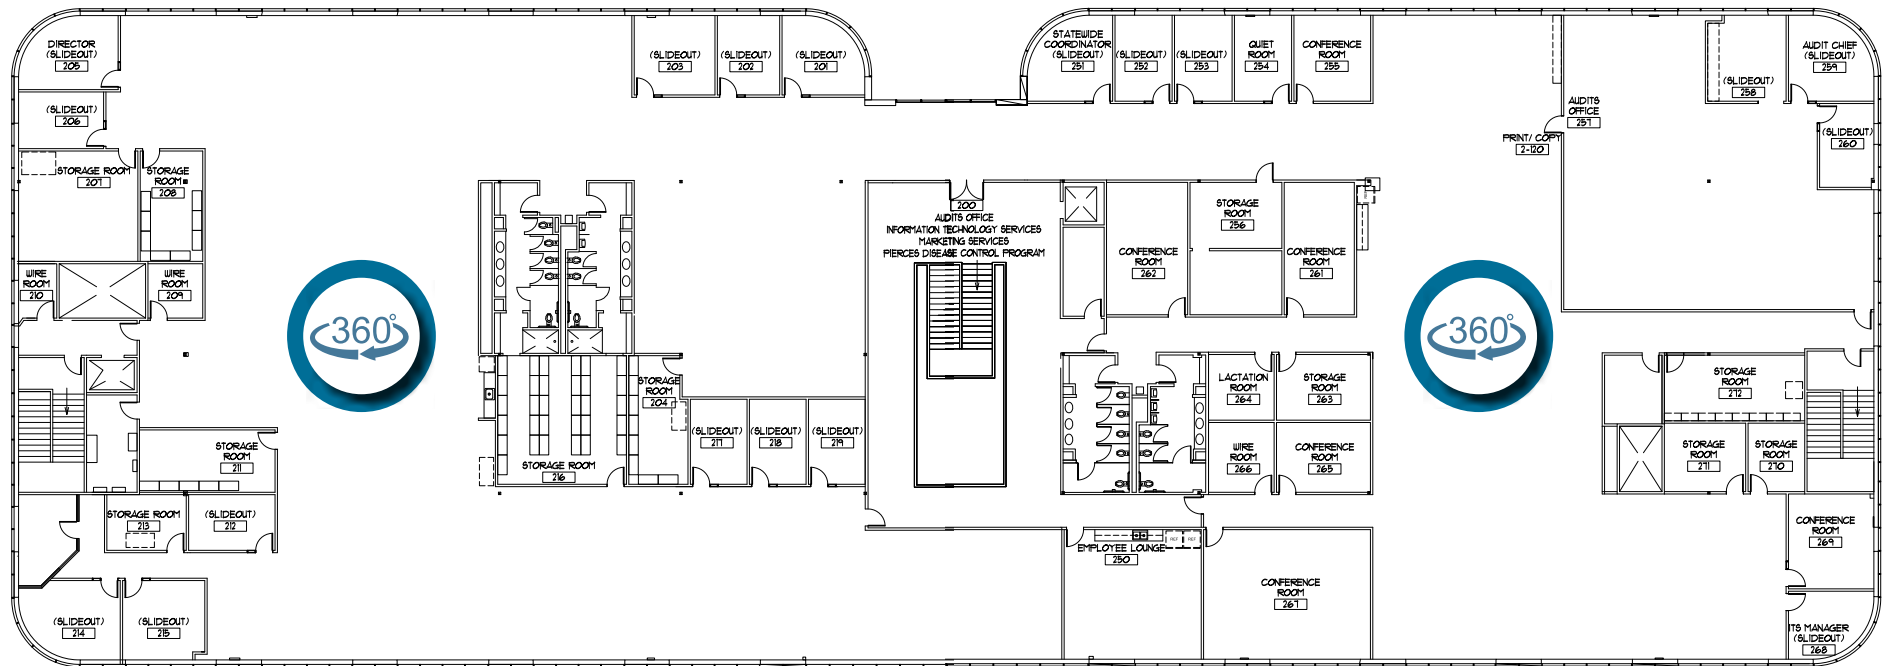 DIRECTOR
(SLIDEOUT)
205
(SLIDEOUT)
206
STORAGE ROOM
207
STORAGE
ROOM
208
WIRE
ROOM
210
WIRE
ROOM
209
STORAGE
ROOM
211
STORAGE ROOM
213
(SLIDEOUT)
212
(SLIDEOUT)
214
(SLIDEOUT)
215
360°
(SLIDEOUT)
203
(SLIDEOUT)
202
(SLIDEOUT)
201
STORAGE
ROOM
204
STORAGE ROOM
216
(SLIDEOUT)
217
(SLIDEOUT)
218
(SLIDEOUT)
219
200
AUDITS OFFICE
INFORMATION TECHNOLOGY SERVICES
MARKETING SERVICES
PIERCES DISEASE CONTROL PROGRAM
STATEWIDE
COORDINATOR
(SLIDEOUT)
251
(SLIDEOUT)
252
(SLIDEOUT)
253
QUIET
ROOM
254
CONFERENCE
ROOM
255
CONFERENCE
ROOM
262
STORAGE
ROOM
256
CONFERENCE
ROOM
261
LACTATION
ROOM
264
STORAGE
ROOM
263
WIRE
ROOM
266
CONFERENCE
ROOM
265
EMPLOYEE LOUNGE
250
REF
REF
CONFERENCE
ROOM
267
360°
PRINT/ COPY
2-120
AUDITS
OFFICE
257
(SLIDEOUT)
258
AUDIT CHIEF
(SLIDEOUT)
259
(SLIDEOUT)
260
STORAGE
ROOM
272
STORAGE
ROOM
271
STORAGE
ROOM
270
CONFERENCE
ROOM
269
ITS MANAGER
(SLIDEOUT)
268